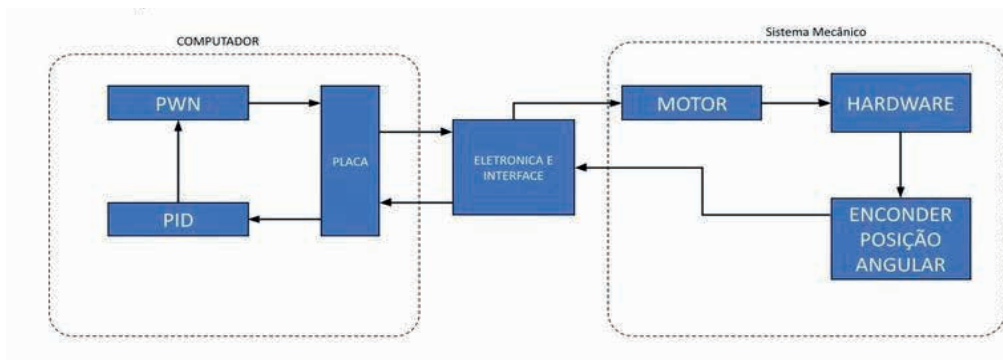 COMPUTADOR
PWN
PLACA
PID
ELETRONICA E
INTERFACE
Sistema Mecânico
MOTOR
HARDWARE
ENCONDER
POSIÇÃO
ANGULAR